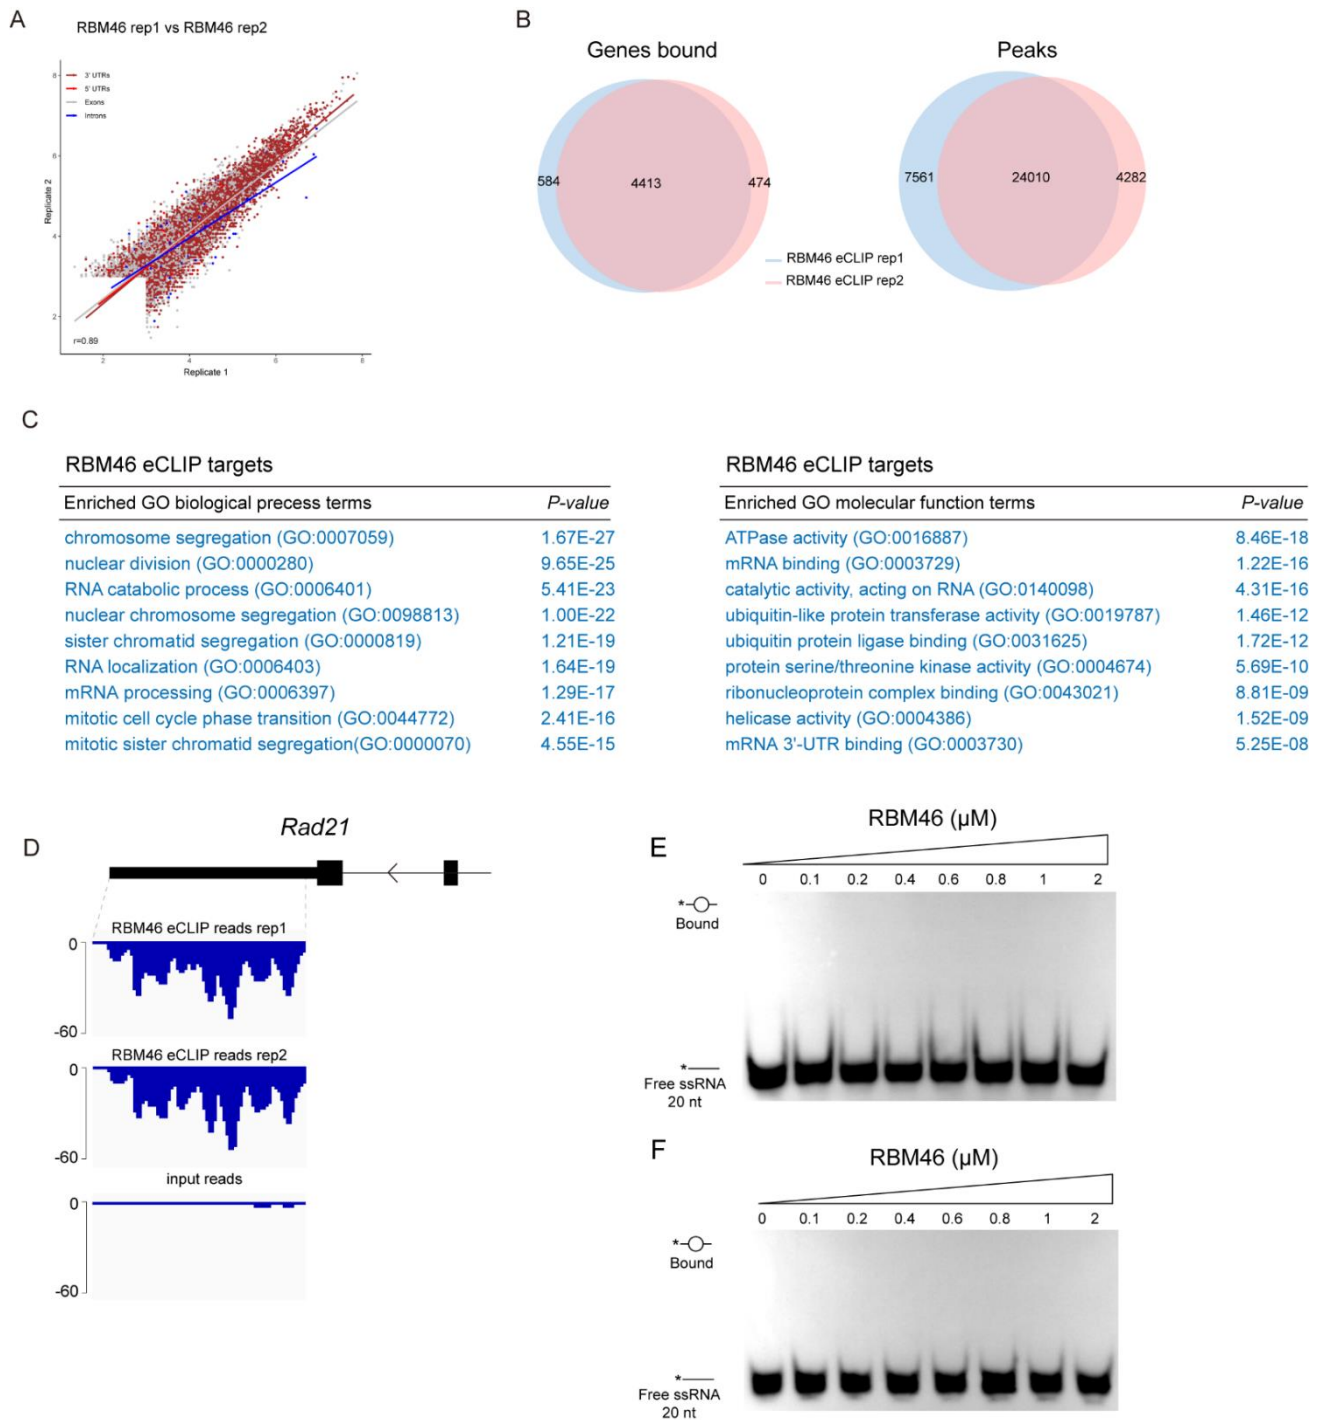 A
RBM46 rep1 vs RBM46 rep2
3' UTRs
5' UTRs
Exons
Introns
8
6
4
2
Replicate 2
r=0.89
2 4 6 8
Replicate 1
B
Genes bound
584 4413 474
Peaks
7561 24010 4282
RBM46 eCLIP rep1
RBM46 eCLIP rep2
C
RBM46 eCLIP targets
Enriched GO biological precess terms P-value
chromosome segregation (GO:0007059) 1.67E-27
nuclear division (GO:0000280) 9.65E-25
RNA catabolic process (GO:0006401) 5.41E-23
nuclear chromosome segregation (GO:0098813) 1.00E-22
sister chromatid segregation (GO:0000819) 1.21E-19
RNA localization (GO:0006403) 1.64E-19
mRNA processing (GO:0006397) 1.29E-17
mitotic cell cycle phase transition (GO:0044772) 2.41E-16
mitotic sister chromatid segregation(GO:0000070) 4.55E-15
RBM46 eCLIP targets
Enriched GO molecular function terms P-value
ATPase activity (GO:0016887) 8.46E-18
mRNA binding (GO:0003729) 1.22E-16
catalytic activity, acting on RNA (GO:0140098) 4.31E-16
ubiquitin-like protein transferase activity (GO:0019787) 1.46E-12
ubiquitin protein ligase binding (GO:0031625) 1.72E-12
protein serine/threonine kinase activity (GO:0004674) 5.69E-10
ribonucleoprotein complex binding (GO:0043021) 8.81E-09
helicase activity (GO:0004386) 1.52E-09
mRNA 3'-UTR binding (GO:0003730) 5.25E-08
D
Rad21
RBM46 eCLIP reads rep1
0
-60
RBM46 eCLIP reads rep2
0
-60
input reads
0
-60
E
RBM46 (µM)
0 0.1 0.2 0.4 0.6 0.8 1 2
*
Bound
*
Free ssRNA
20 nt
F
RBM46 (µM)
0 0.1 0.2 0.4 0.6 0.8 1 2
*
Bound
*
Free ssRNA
20 nt